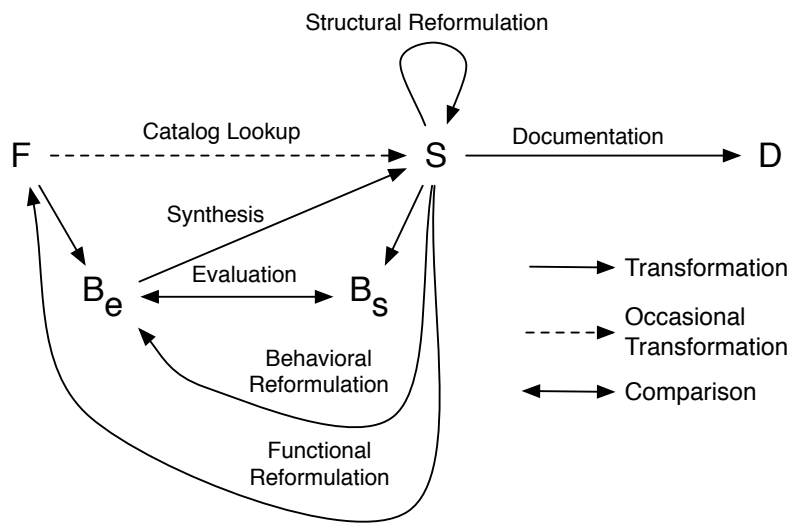 Structural Reformulation
Catalog Lookup
Documentation
F
S
D
Synthesis
Evaluation
Be
Bs
Transformation
Occasional
Transformation
Comparison
Behavioral
Reformulation
Functional
Reformulation